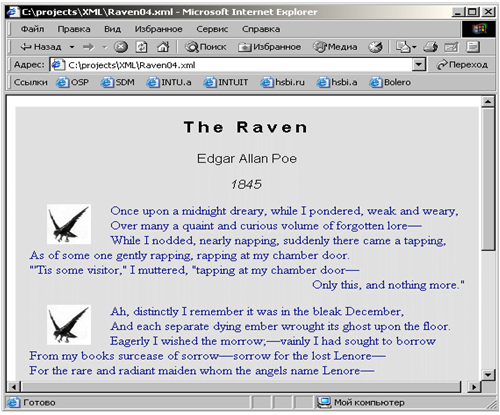 C:\projects\XML\Raven04.xml - Microsoft Internet Explorer
Файл Правка Вид Избранное Сервис Справка
Назад Поиск Избранное Медиа
Адрес: C:\projects\XML\Raven04.xml Переход
Ссылки OSP SDM INTU.a INTUIT hsbi.ru hsbi.a Bolero
The Raven
Edgar Allan Poe
1845
Once upon a midnight dreary, while I pondered, weak and weary,
Over many a quaint and curious volume of forgotten lore—
While I nodded, nearly napping, suddenly there came a tapping,
As of some one gently rapping, rapping at my chamber door.
"'Tis some visitor," I muttered, "tapping at my chamber door—
Only this, and nothing more."
Ah, distinctly I remember it was in the bleak December,
And each separate dying ember wrought its ghost upon the floor.
Eagerly I wished the morrow;—vainly I had sought to borrow
From my books surcease of sorrow—sorrow for the lost Lenore—
For the rare and radiant maiden whom the angels name Lenore—
Готово Мой компьютер